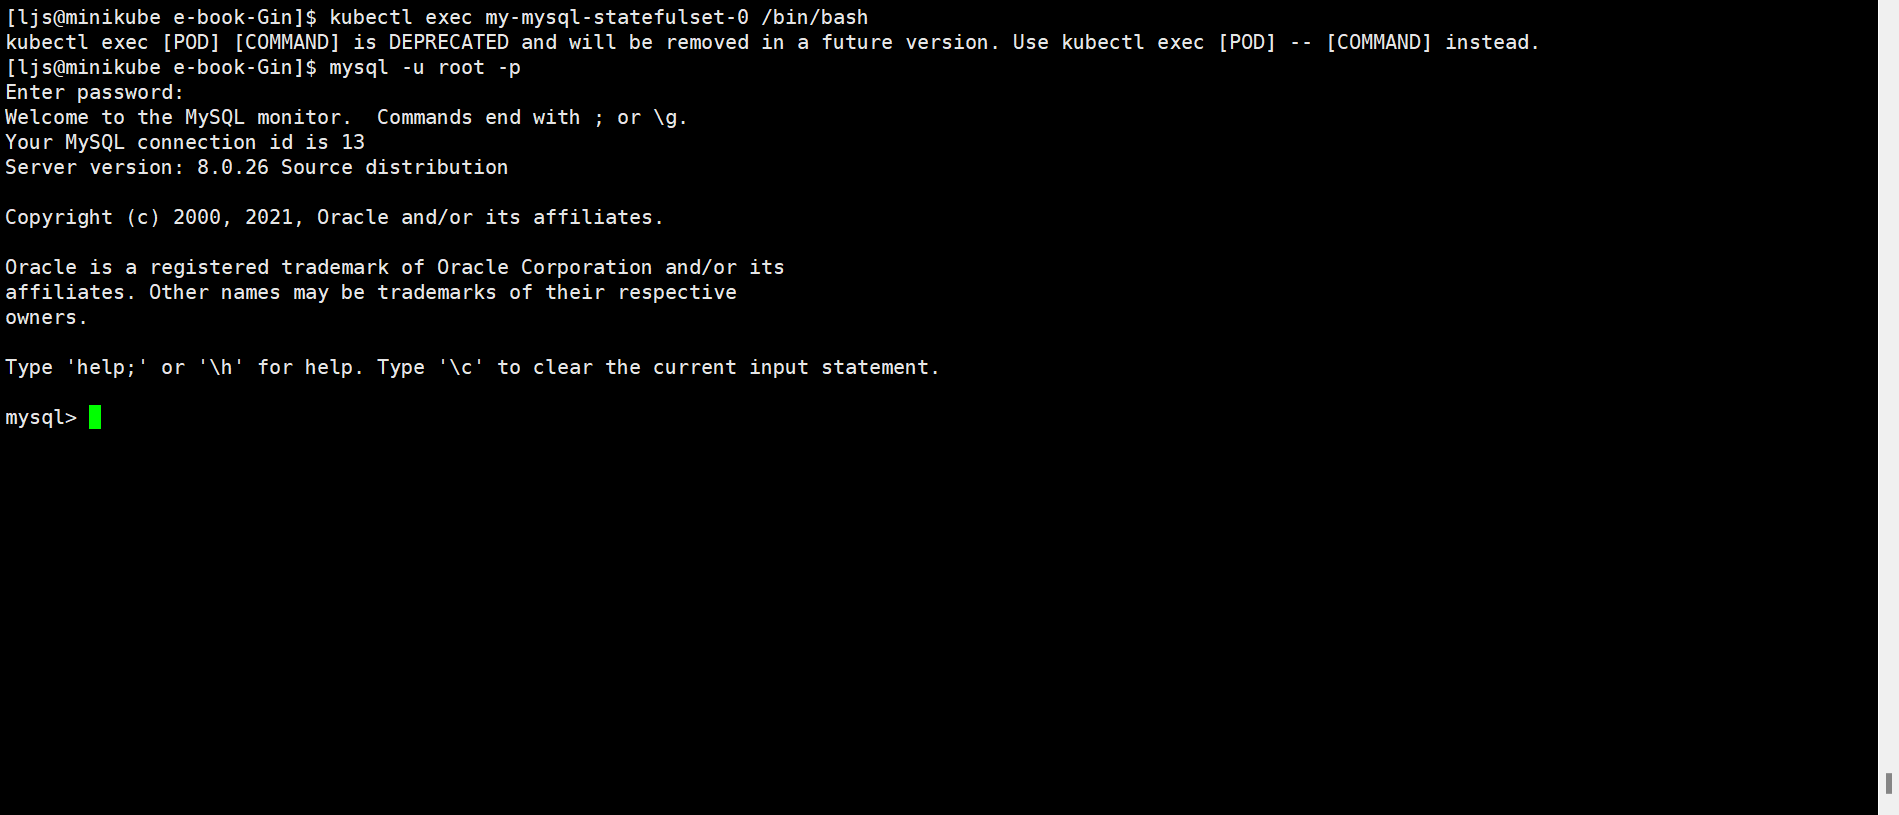 [ljs@minikube e-book-Gin]$ kubectl exec my-mysql-statefulset-0 /bin/bash
kubectl exec [POD] [COMMAND] is DEPRECATED and will be removed in a future version. Use kubectl exec [POD] -- [COMMAND] instead.
[ljs@minikube e-book-Gin]$ mysql -u root -p
Enter password:
Welcome to the MySQL monitor.  Commands end with ; or \g.
Your MySQL connection id is 13
Server version: 8.0.26 Source distribution
Copyright (c) 2000, 2021, Oracle and/or its affiliates.
Oracle is a registered trademark of Oracle Corporation and/or its
affiliates. Other names may be trademarks of their respective
owners.
Type 'help;' or '\h' for help. Type '\c' to clear the current input statement.
mysql>